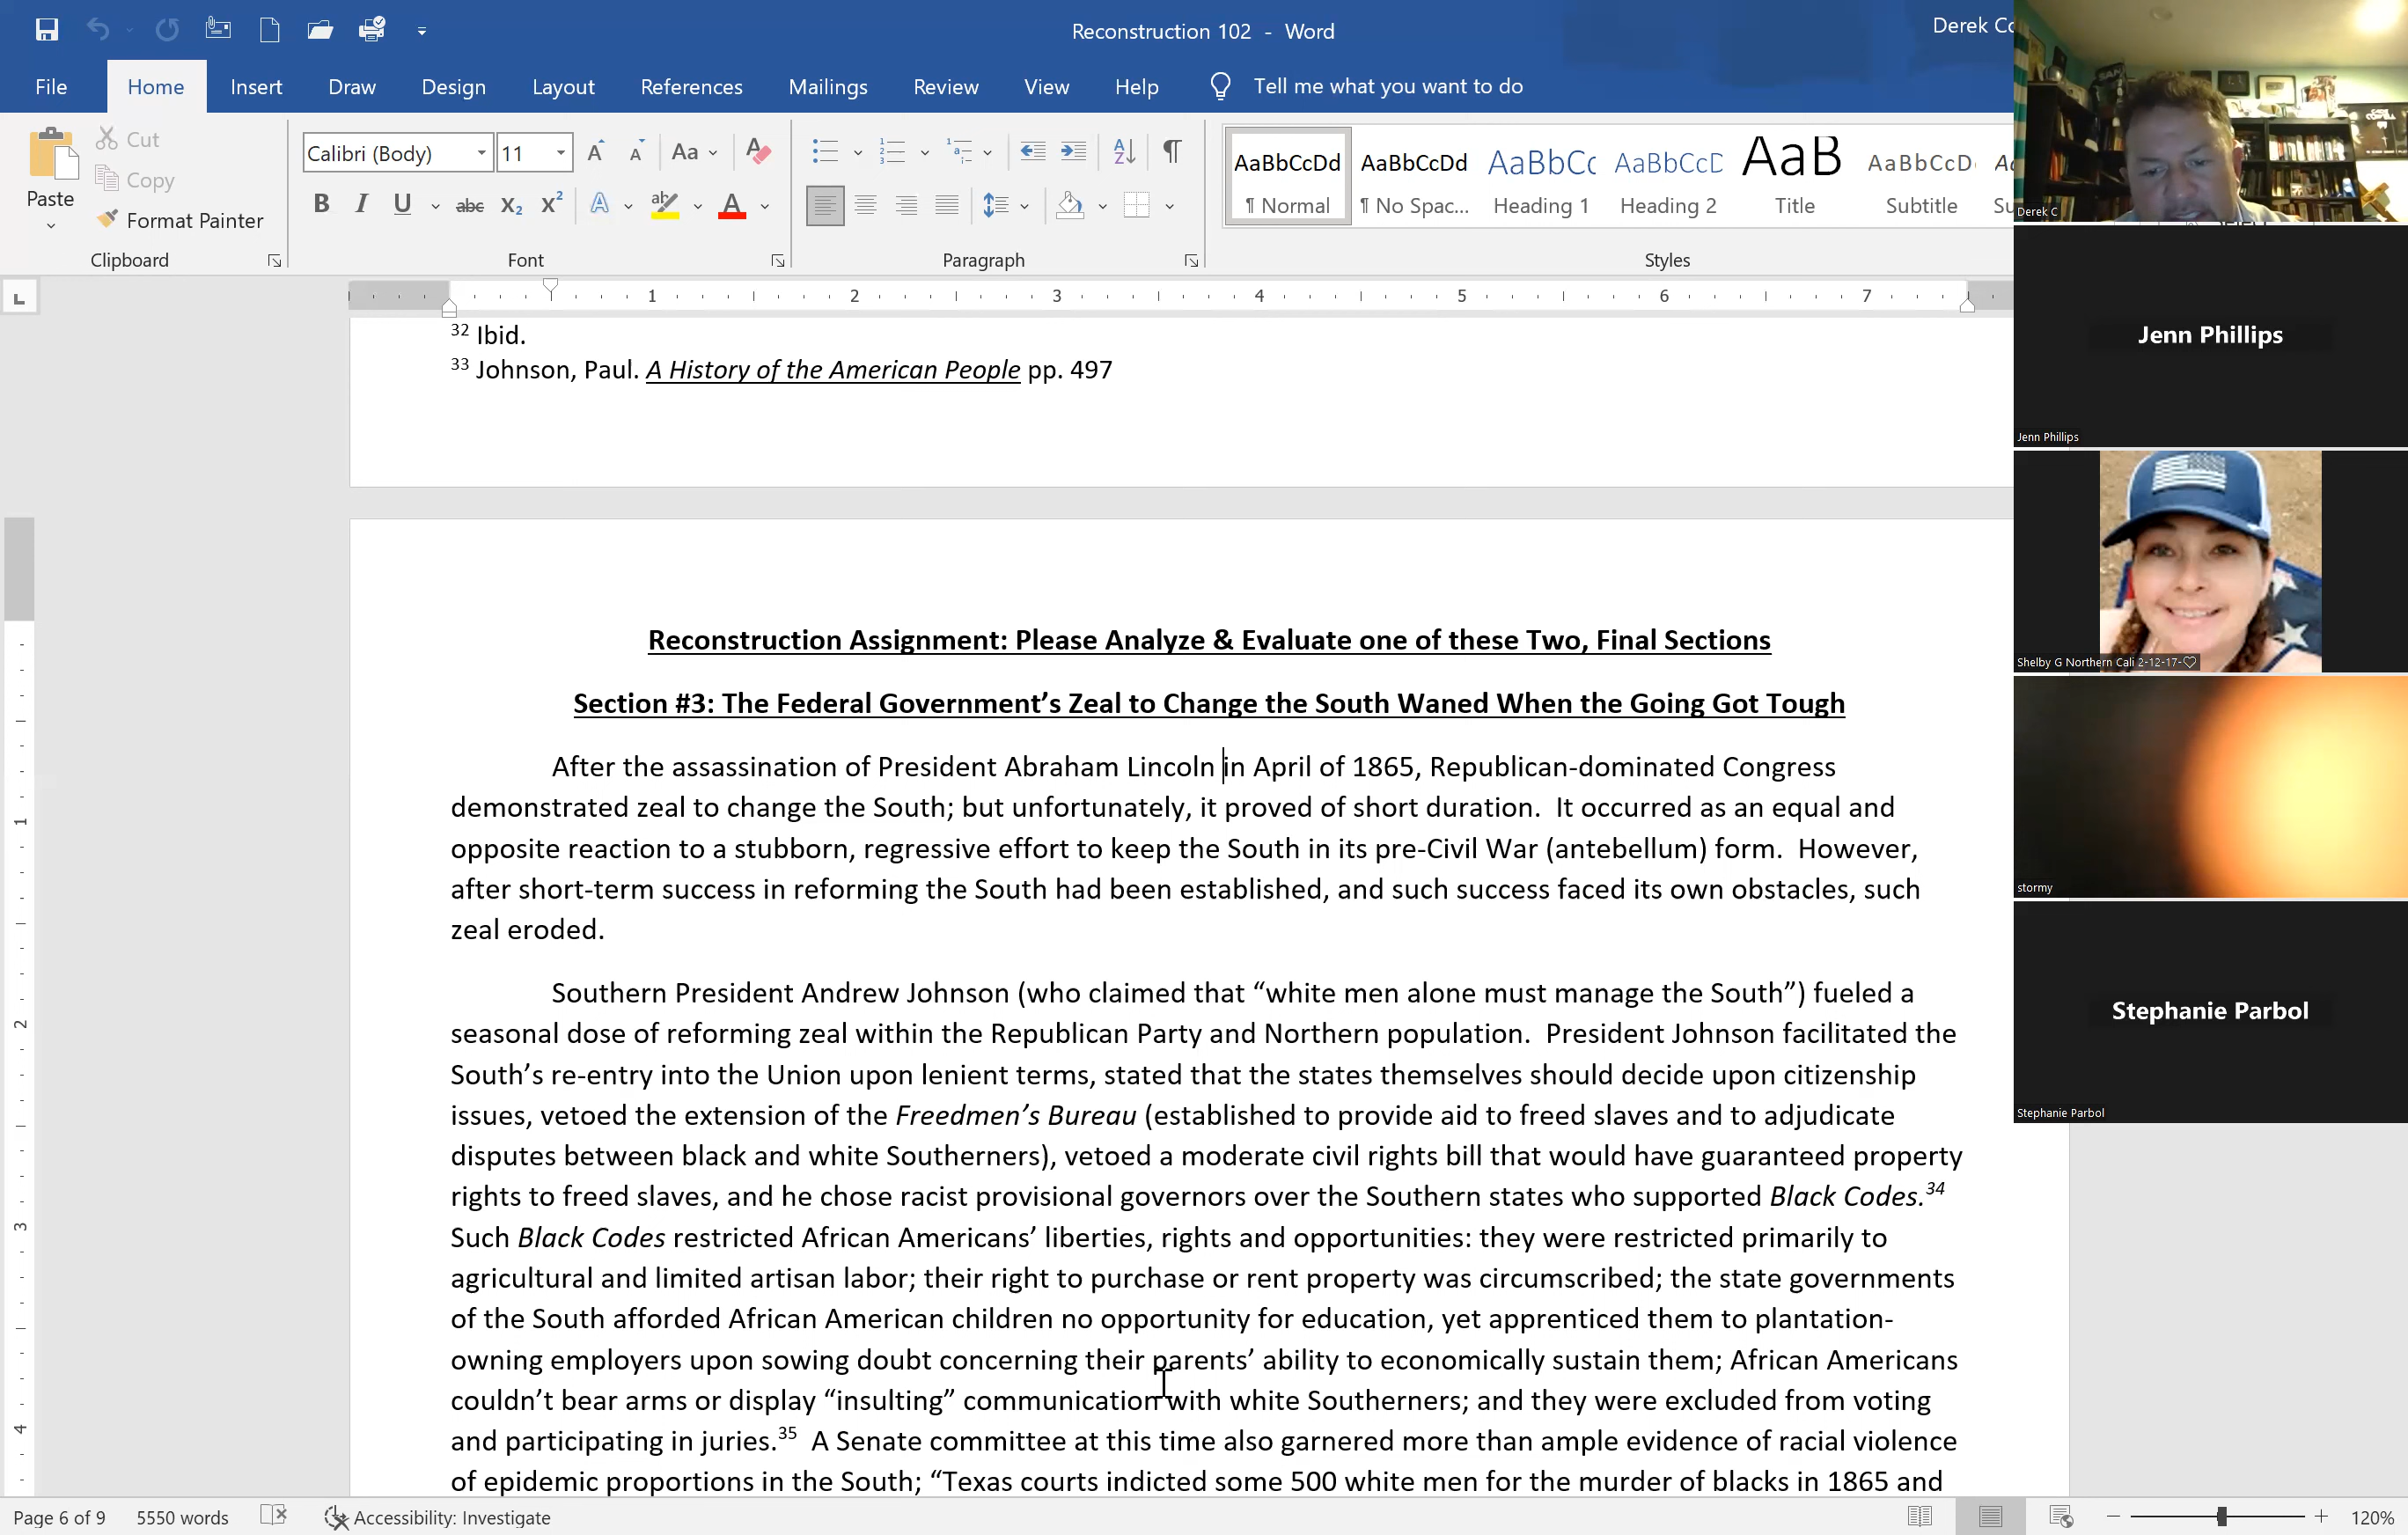 Reconstruction 102 - Word
Derek Co
File Home Insert Draw Design Layout References Mailings Review View Help Tell me what you want to do
Paste
Cut
Copy
Format Painter
Clipboard
Calibri (Body) 11
Font
Paragraph
AaBbCcDd AaBbCcDd AaBbCc AaBbCcD AaB AaBbCcD
¶ Normal ¶ No Spac... Heading 1 Heading 2 Title Subtitle Su
Styles
1 2 3 4 5 6 7
32 Ibid.
33 Johnson, Paul. A History of the American People pp. 497
Reconstruction Assignment: Please Analyze & Evaluate one of these Two, Final Sections
Section #3: The Federal Government’s Zeal to Change the South Waned When the Going Got Tough
After the assassination of President Abraham Lincoln in April of 1865, Republican-dominated Congress
demonstrated zeal to change the South; but unfortunately, it proved of short duration. It occurred as an equal and
opposite reaction to a stubborn, regressive effort to keep the South in its pre-Civil War (antebellum) form. However,
after short-term success in reforming the South had been established, and such success faced its own obstacles, such
zeal eroded.
Southern President Andrew Johnson (who claimed that “white men alone must manage the South”) fueled a
seasonal dose of reforming zeal within the Republican Party and Northern population. President Johnson facilitated the
South’s re-entry into the Union upon lenient terms, stated that the states themselves should decide upon citizenship
issues, vetoed the extension of the Freedmen’s Bureau (established to provide aid to freed slaves and to adjudicate
disputes between black and white Southerners), vetoed a moderate civil rights bill that would have guaranteed property
rights to freed slaves, and he chose racist provisional governors over the Southern states who supported Black Codes.34
Such Black Codes restricted African Americans’ liberties, rights and opportunities: they were restricted primarily to
agricultural and limited artisan labor; their right to purchase or rent property was circumscribed; the state governments
of the South afforded African American children no opportunity for education, yet apprenticed them to plantation-
owning employers upon sowing doubt concerning their parents’ ability to economically sustain them; African Americans
couldn’t bear arms or display “insulting” communication with white Southerners; and they were excluded from voting
and participating in juries.35 A Senate committee at this time also garnered more than ample evidence of racial violence
of epidemic proportions in the South; “Texas courts indicted some 500 white men for the murder of blacks in 1865 and
1 2 3 4
Page 6 of 9 5550 words Accessibility: Investigate 120%
Derek C
Jenn Phillips
Jenn Phillips
Shelby G Northern Cali 2-12-17-♡
stormy
Stephanie Parbol
Stephanie Parbol